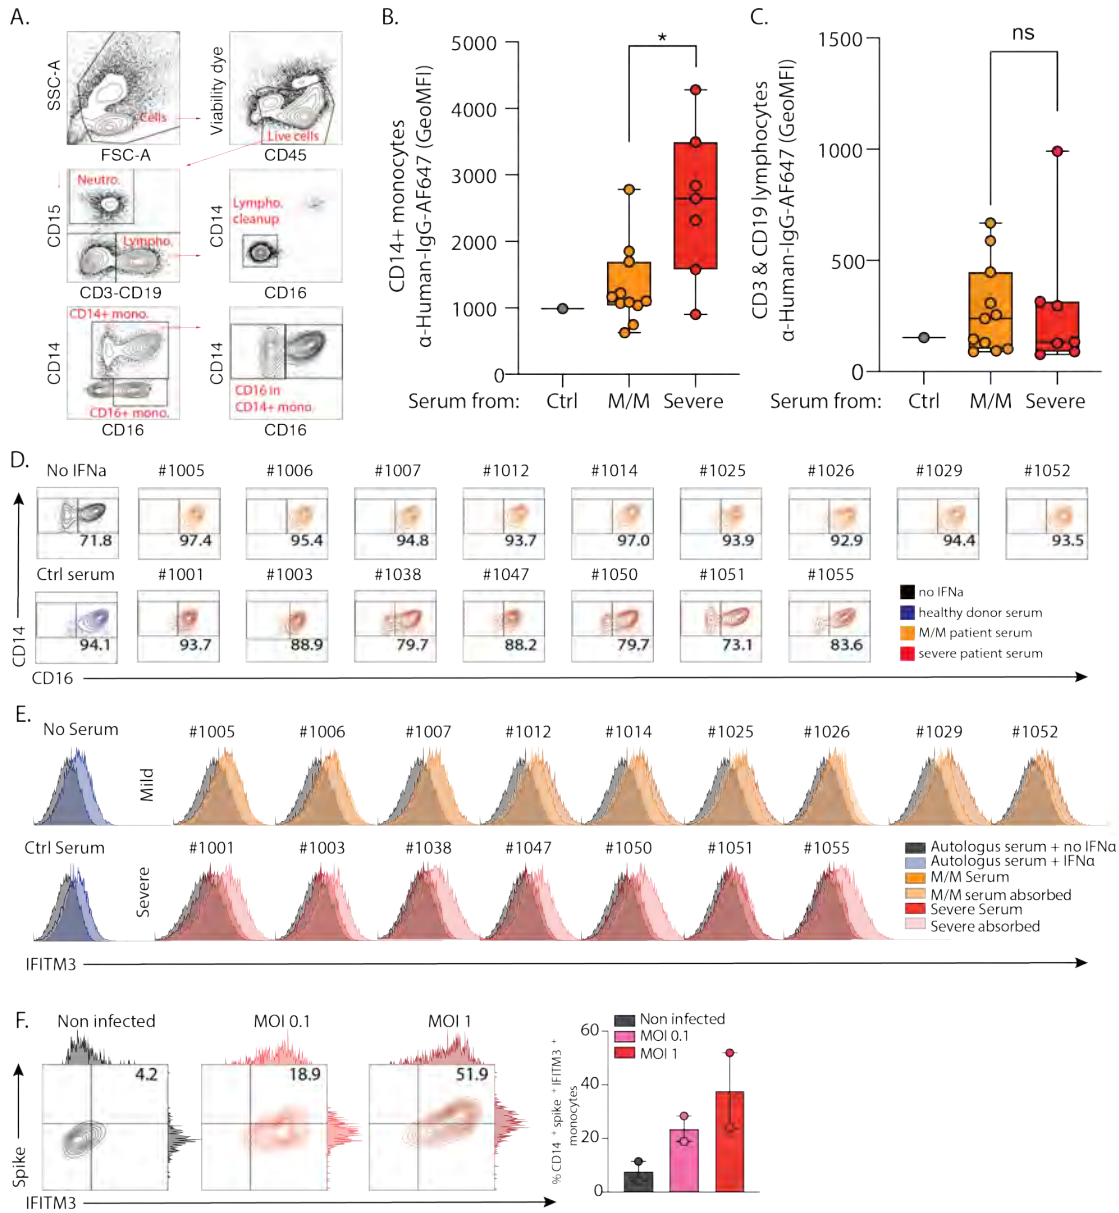 A.
SSC-A
Cells
FSC-A
Viability dye
Live cells
CD45
CD15
Neutro.
Lympho.
CD3-CD19
CD14
Lympho.
cleanup
CD16
CD14
CD14+ mono.
CD16+ mono.
CD16
CD14
CD16 in
CD14+ mono.
CD16
B.
CD14+ monocytes
α-Human-IgG-AF647 (GeoMFI)
5000
4000
3000
2000
1000
0
*
Serum from: Ctrl M/M Severe
C.
CD3 & CD19 lymphocytes
α-Human-IgG-AF647 (GeoMFI)
1500
1000
500
0
ns
Serum from: Ctrl M/M Severe
D.
No IFNa #1005 #1006 #1007 #1012 #1014 #1025 #1026 #1029 #1052
71.8 97.4 95.4 94.8 93.7 97.0 93.9 92.9 94.4 93.5
Ctrl serum #1001 #1003 #1038 #1047 #1050 #1051 #1055
94.1 93.7 88.9 79.7 88.2 79.7 73.1 83.6
CD14
CD16
no IFNa
healthy donor serum
M/M patient serum
severe patient serum
E.
No Serum #1005 #1006 #1007 #1012 #1014 #1025 #1026 #1029 #1052
Mild
Ctrl Serum #1001 #1003 #1038 #1047 #1050 #1051 #1055
Severe
Autologus serum + no IFNα
Autologus serum + IFNα
M/M Serum
M/M serum absorbed
Severe Serum
Severe absorbed
IFITM3
F.
Non infected MOI 0.1 MOI 1
4.2 18.9 51.9
Spike
IFITM3
Non infected
MOI 0.1
MOI 1
% CD14 + spike + IFITM3 +
monocytes
60
40
20
0